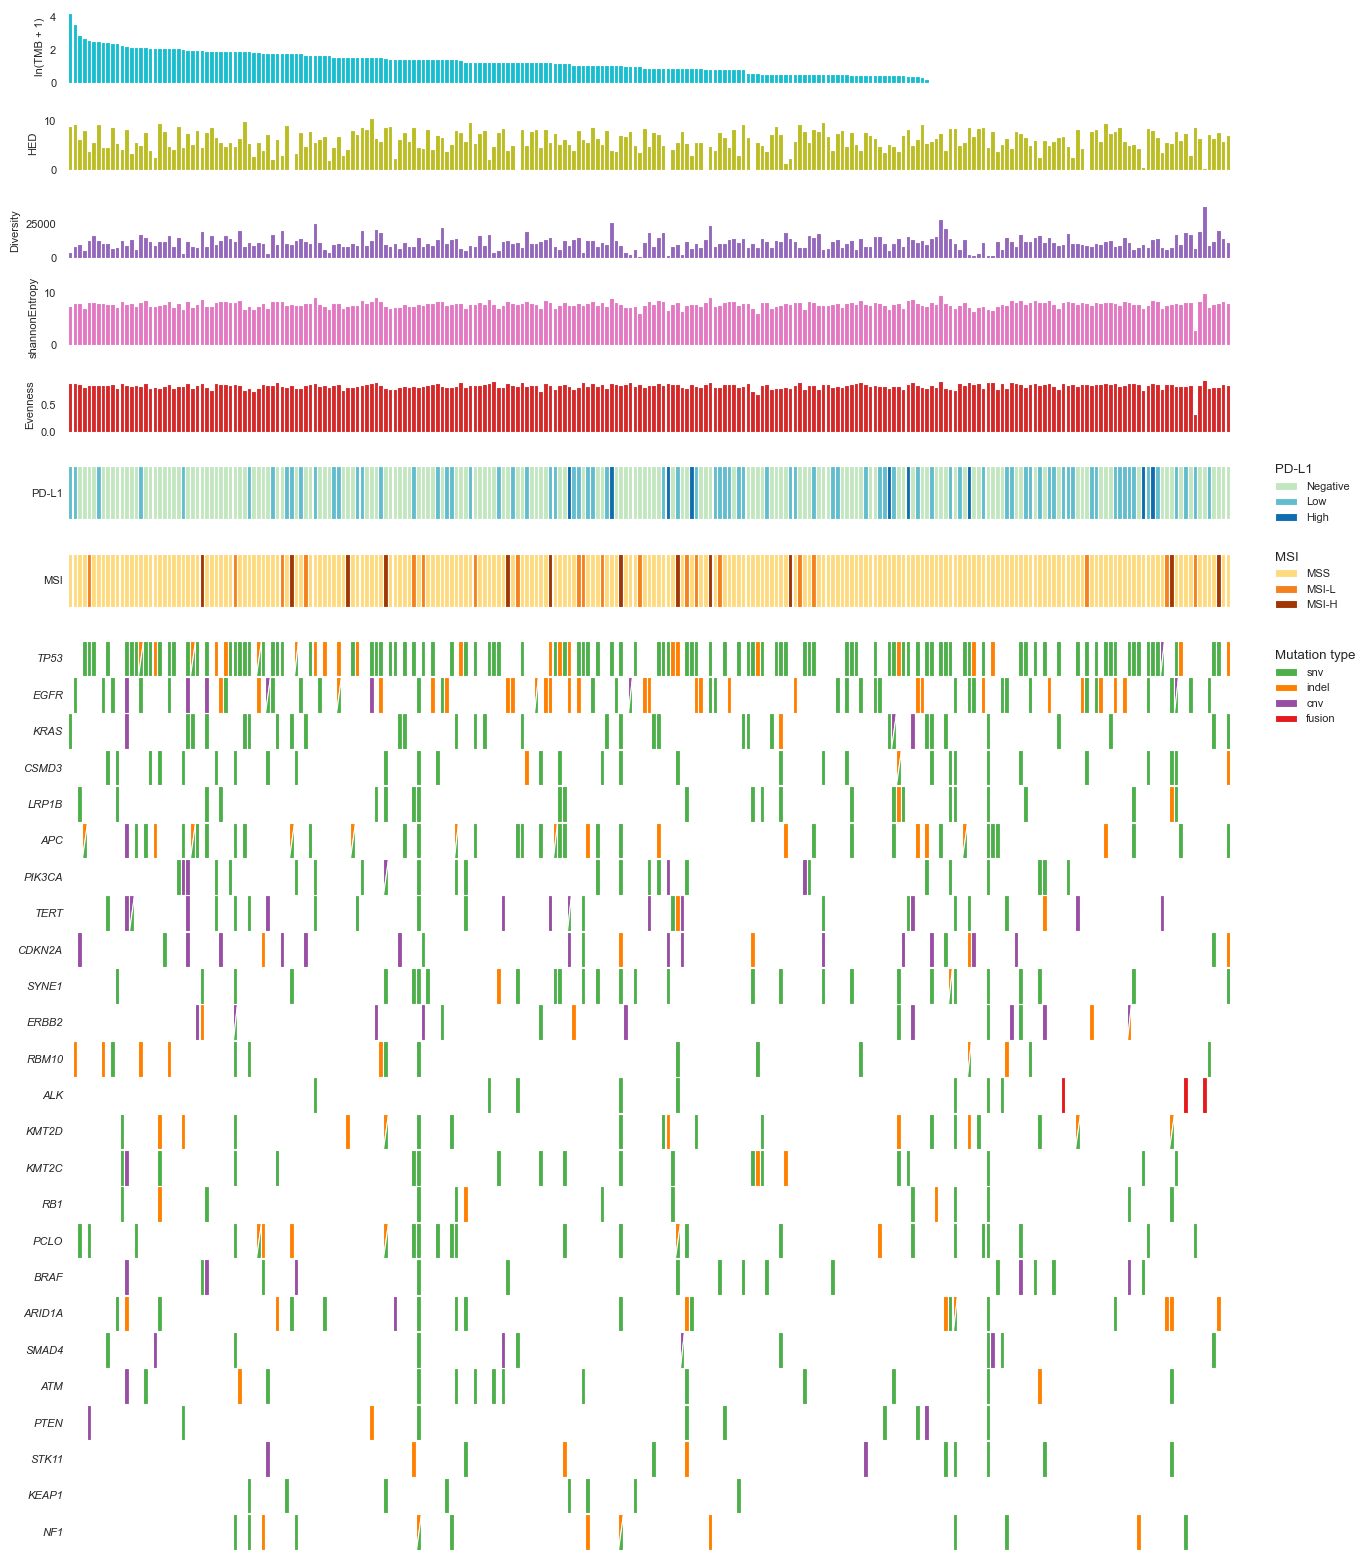 ln(TMB + 1)
4
2
0
HED
10
0
Diversity
25000
0
shannonEntropy
10
0
Evenness
0.5
0.0
PD-L1
PD-L1
Negative
Low
High
MSI
MSI
MSS
MSI-L
MSI-H
Mutation type
snv
indel
cnv
fusion
TP53
EGFR
KRAS
CSMD3
LRP1B
APC
PIK3CA
TERT
CDKN2A
SYNE1
ERBB2
RBM10
ALK
KMT2D
KMT2C
RB1
PCLO
BRAF
ARID1A
SMAD4
ATM
PTEN
STK11
KEAP1
NF1